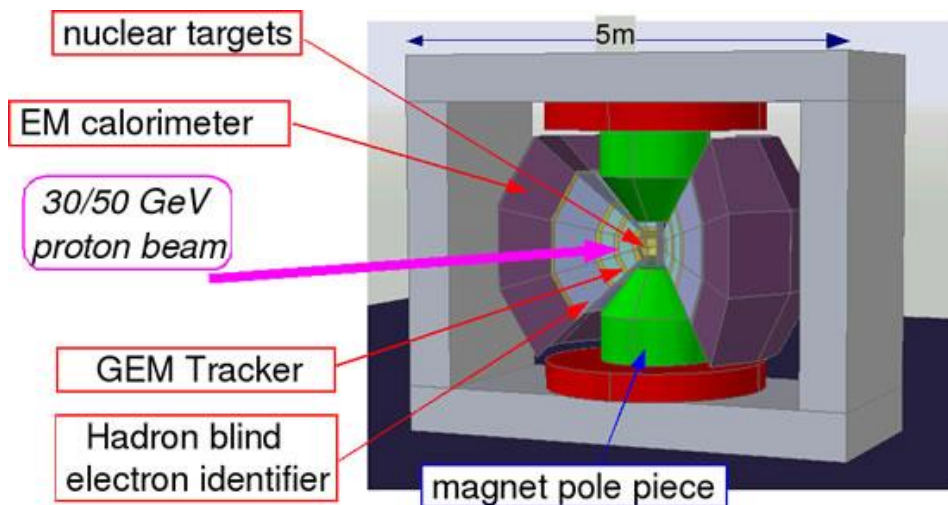 nuclear targets
5m
EM calorimeter
30/50 GeV
proton beam
GEM Tracker
Hadron blind
electron identifier
magnet pole piece